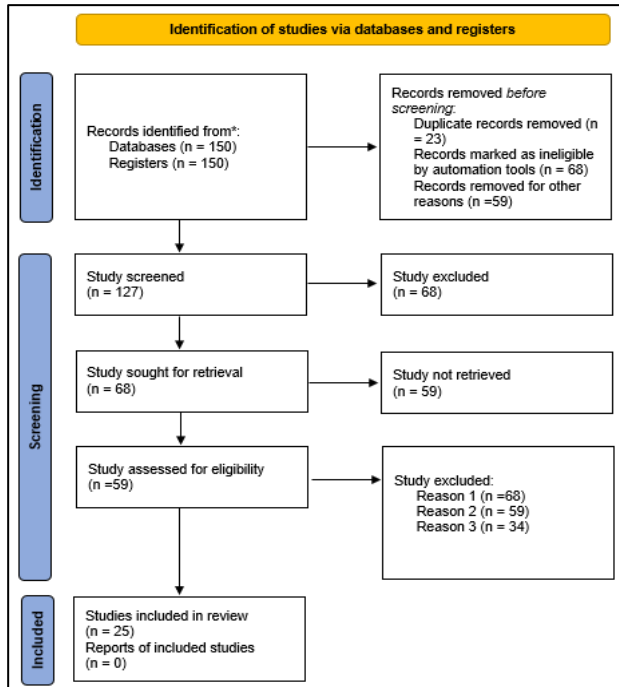 Identification of studies via databases and registers
Identification
Records identified from*:
Databases (n = 150)
Registers (n = 150)
Records removed before
screening:
Duplicate records removed (n
= 23)
Records marked as ineligible
by automation tools (n = 68)
Records removed for other
reasons (n =59)
Screening
Study screened
(n = 127)
Study excluded
(n = 68)
Study sought for retrieval
(n = 68)
Study not retrieved
(n = 59)
Study assessed for eligibility
(n =59)
Study excluded:
Reason 1 (n =68)
Reason 2 (n = 59)
Reason 3 (n = 34)
Included
Studies included in review
(n = 25)
Reports of included studies
(n = 0)